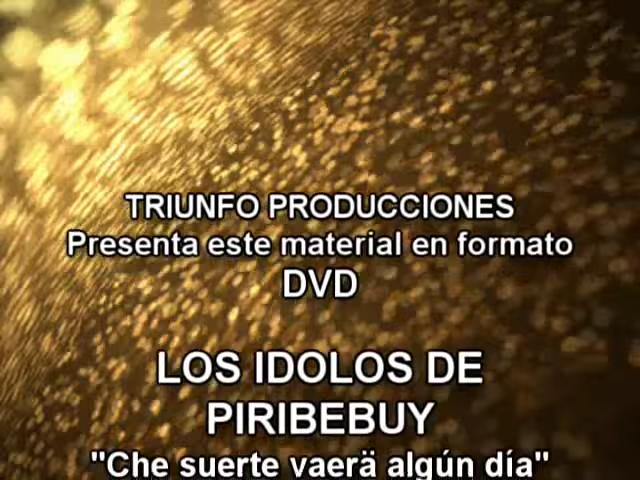 TRIUNFO PRODUCCIONES
Presenta este material en formato
DVD
LOS IDOLOS DE
PIRIBEBUY
"Che suerte vaerä algún día"